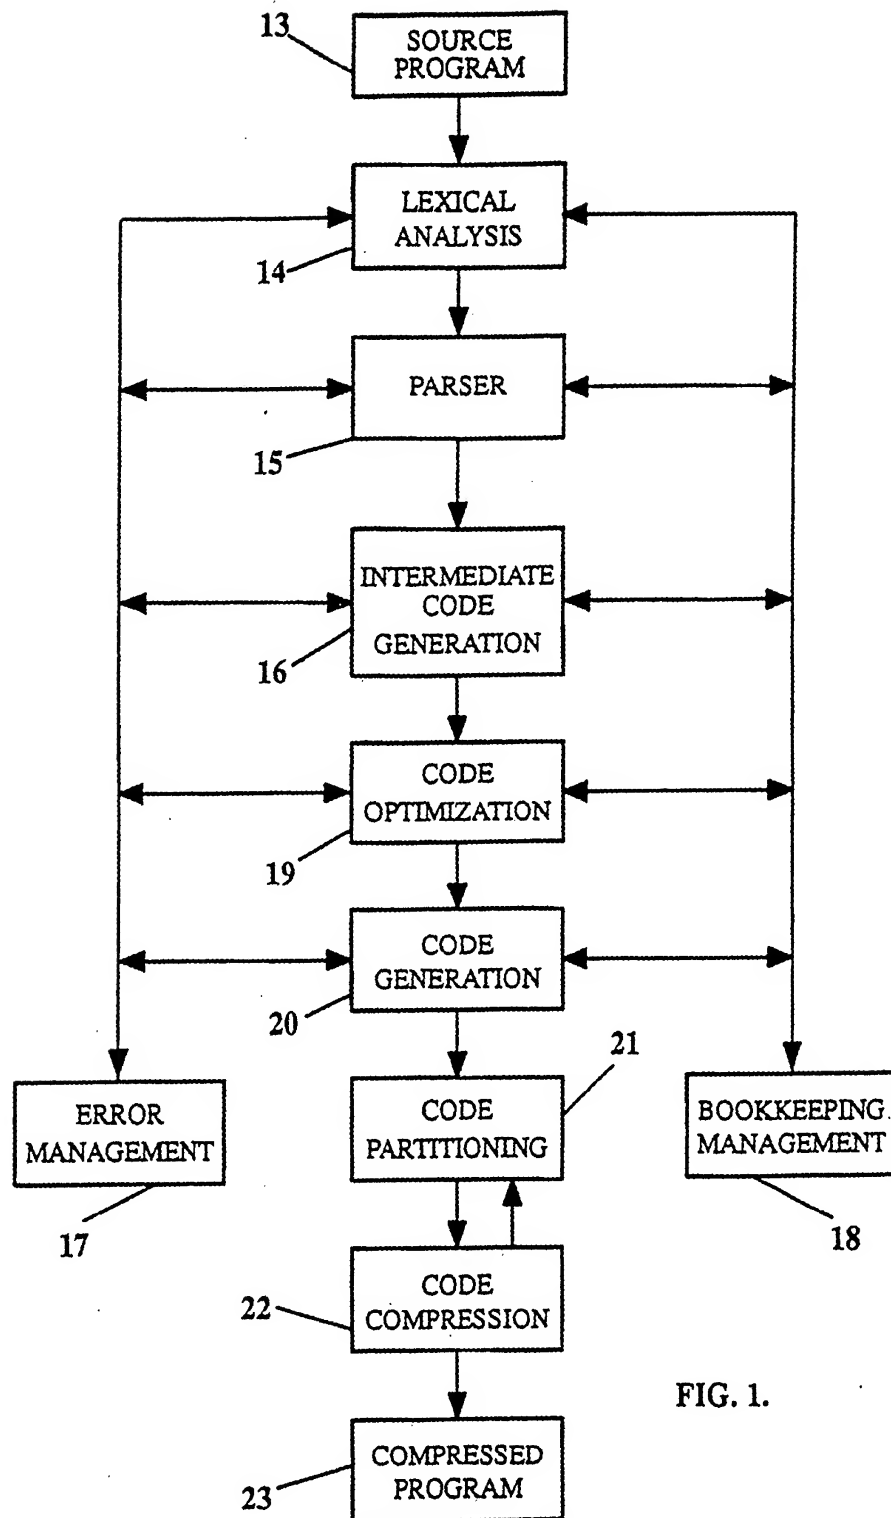 13
SOURCE
PROGRAM
LEXICAL
ANALYSIS
14
PARSER
15
INTERMEDIATE
CODE
GENERATION
16
CODE
OPTIMIZATION
19
CODE
GENERATION
20
21
ERROR
MANAGEMENT
17
CODE
PARTITIONING
BOOKKEEPING
MANAGEMENT
18
22
CODE
COMPRESSION
FIG. 1.
COMPRESSED
PROGRAM
23